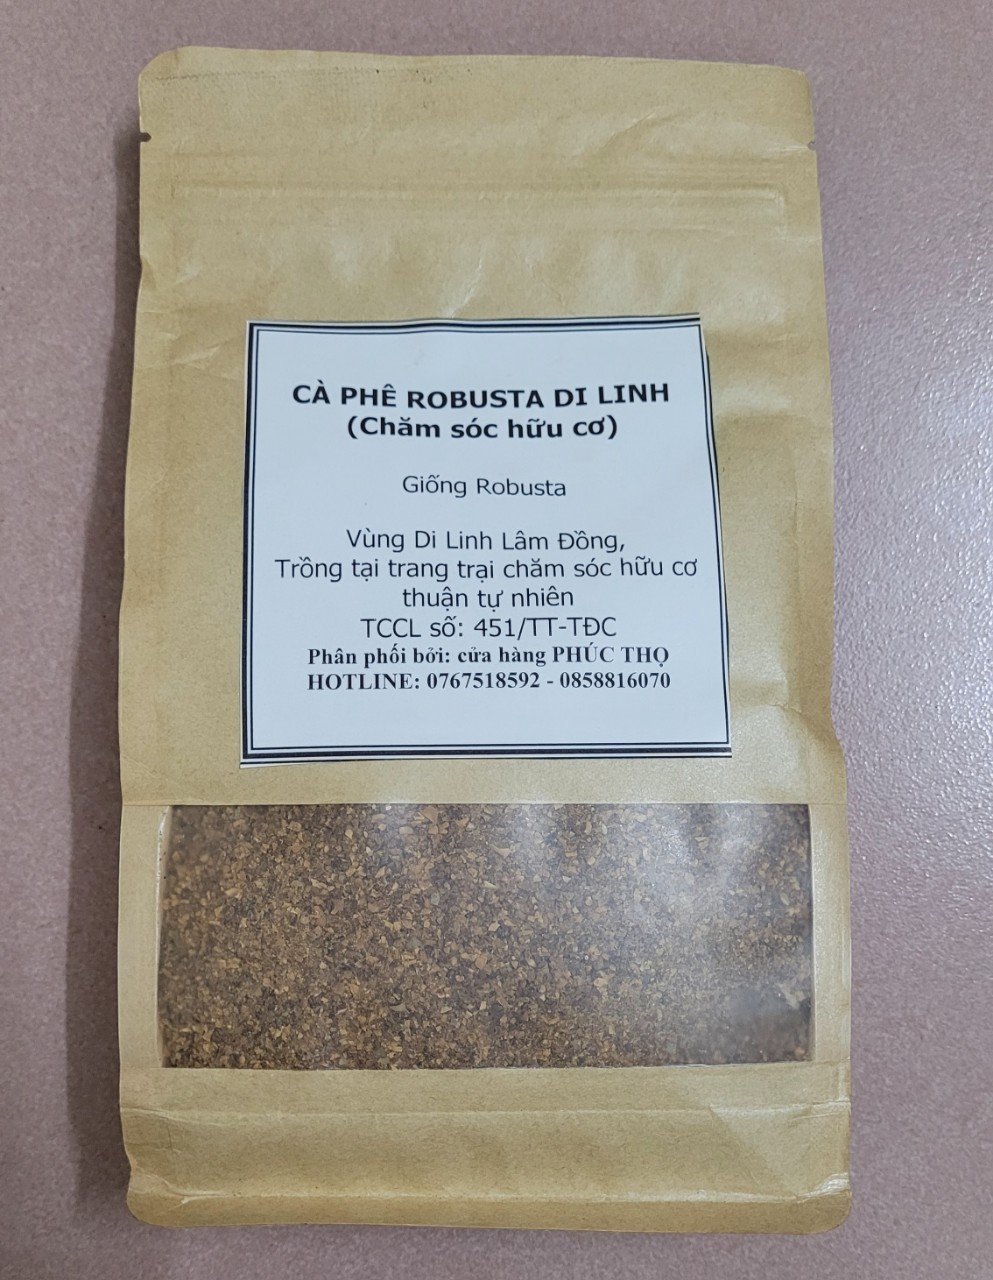 CÀ PHÊ ROBUSTA DI LINH
(Chăm sóc hữu cơ)
Giống Robusta
Vùng Di Linh Lâm Đồng,
Trồng tại trang trại chăm sóc hữu cơ
thuận tự nhiên
TCCL số: 451/TT-TĐC
Phân phối bởi: cửa hàng PHÚC THỌ
HOTLINE: 0767518592 - 0858816070